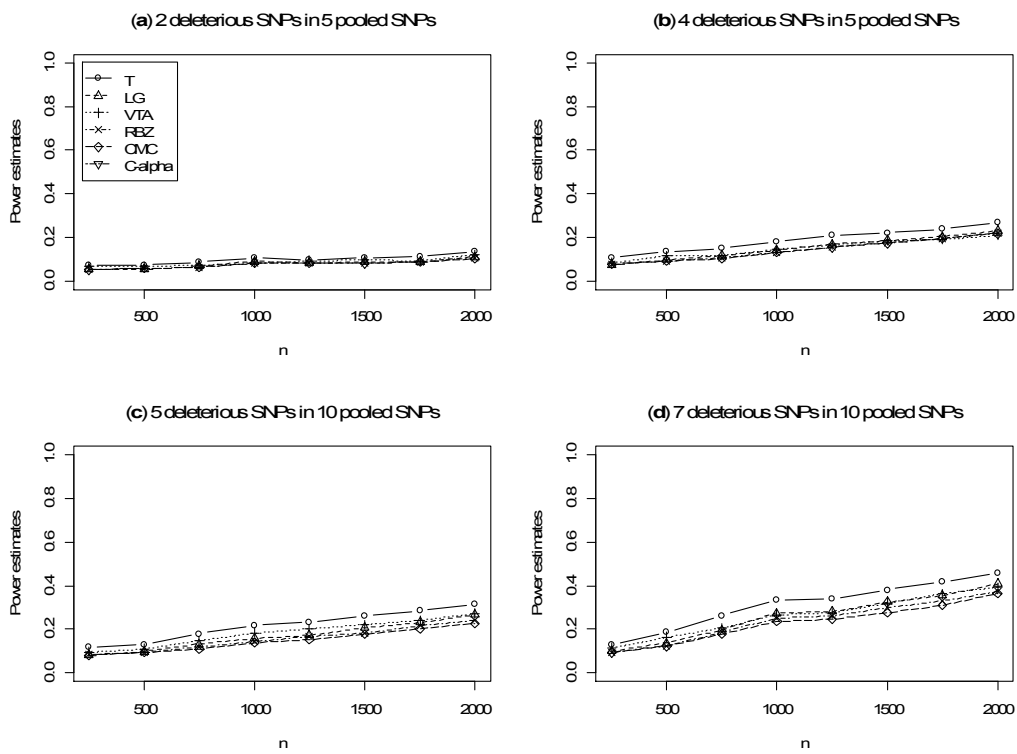 (a) 2 deleterious SNPs in 5 pooled SNPs
Power estimates
0.0 0.2 0.4 0.6 0.8 1.0
T
LG
VTA
RBZ
CMC
C-alpha
500 1000 1500 2000
n
(b) 4 deleterious SNPs in 5 pooled SNPs
Power estimates
0.0 0.2 0.4 0.6 0.8 1.0
500 1000 1500 2000
n
(c) 5 deleterious SNPs in 10 pooled SNPs
Power estimates
0.0 0.2 0.4 0.6 0.8 1.0
500 1000 1500 2000
n
(d) 7 deleterious SNPs in 10 pooled SNPs
Power estimates
0.0 0.2 0.4 0.6 0.8 1.0
500 1000 1500 2000
n